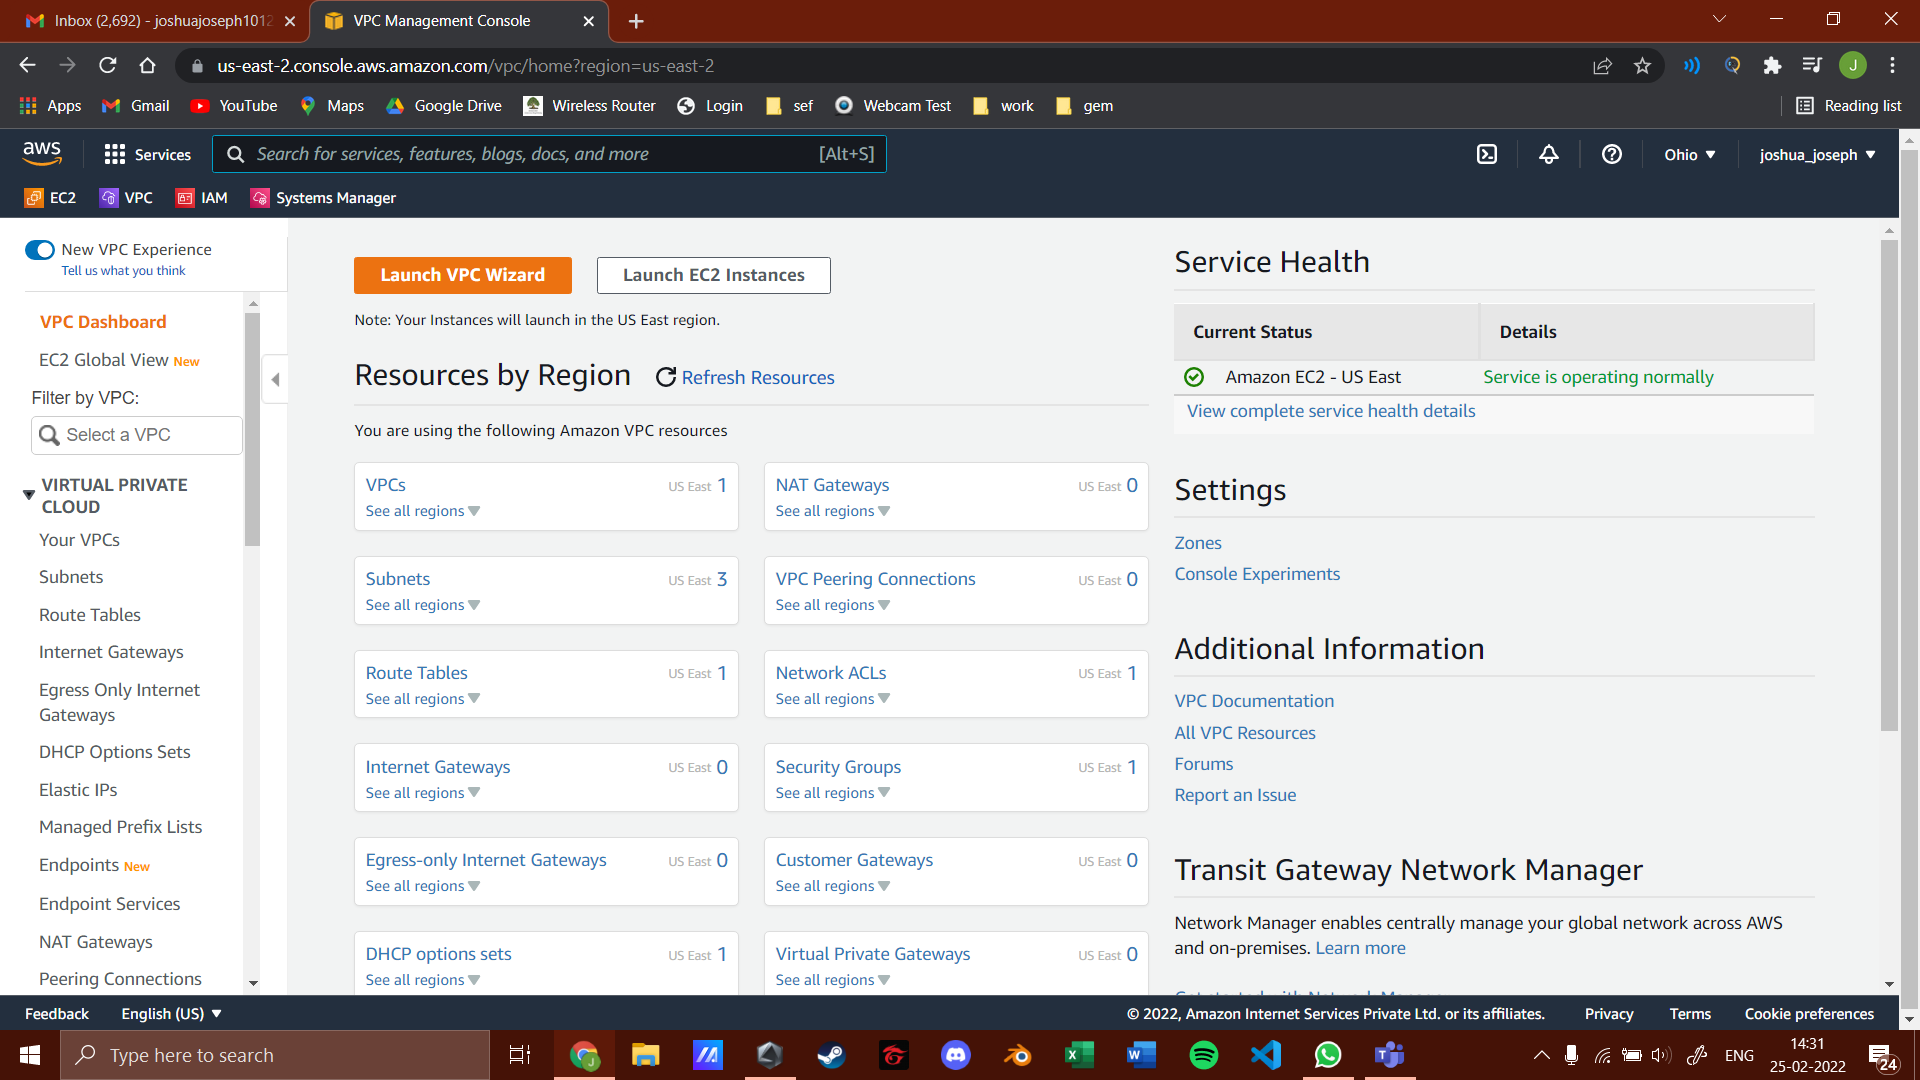 Inbox (2,692) - joshuajoseph1012
VPC Management Console
us-east-2.console.aws.amazon.com/vpc/home?region=us-east-2
J
Apps
Gmail
YouTube
Maps
Google Drive
Wireless Router
Login
sef
Webcam Test
work
gem
Reading list
aws
Services
Search for services, features, blogs, docs, and more
[Alt+S]
Ohio
joshua_joseph
EC2
VPC
IAM
Systems Manager
New VPC Experience
Tell us what you think
VPC Dashboard
EC2 Global View New
Filter by VPC:
Select a VPC
VIRTUAL PRIVATE
CLOUD
Your VPCs
Subnets
Route Tables
Internet Gateways
Egress Only Internet
Gateways
DHCP Options Sets
Elastic IPs
Managed Prefix Lists
Endpoints New
Endpoint Services
NAT Gateways
Peering Connections
Launch VPC Wizard
Launch EC2 Instances
Note: Your Instances will launch in the US East region.
Resources by Region
Refresh Resources
You are using the following Amazon VPC resources
VPCs US East 1
See all regions
NAT Gateways US East 0
See all regions
Subnets US East 3
See all regions
VPC Peering Connections US East 0
See all regions
Route Tables US East 1
See all regions
Network ACLs US East 1
See all regions
Internet Gateways US East 0
See all regions
Security Groups US East 1
See all regions
Egress-only Internet Gateways US East 0
See all regions
Customer Gateways US East 0
See all regions
DHCP options sets US East 1
See all regions
Virtual Private Gateways US East 0
See all regions
Service Health
Current Status
Details
Amazon EC2 - US East
Service is operating normally
View complete service health details
Settings
Zones
Console Experiments
Additional Information
VPC Documentation
All VPC Resources
Forums
Report an Issue
Transit Gateway Network Manager
Network Manager enables centrally manage your global network across AWS
and on-premises. Learn more
Feedback
English (US)
© 2022, Amazon Internet Services Private Ltd. or its affiliates.
Privacy
Terms
Cookie preferences
Type here to search
ENG
14:31
25-02-2022
24